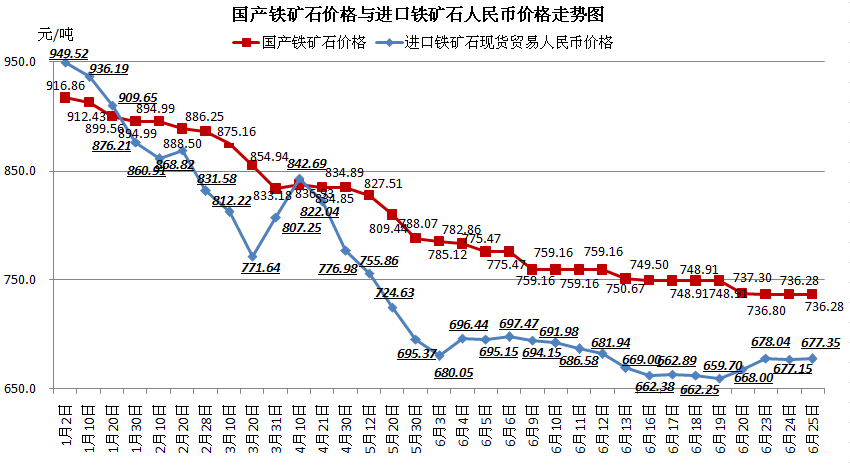 国产铁矿石价格与进口铁矿石人民币价格走势图
元/吨
国产铁矿石价格 进口铁矿石现货贸易人民币价格
950.0
850.0
750.0
650.0
916.86
912.43
899.56
894.99
894.99
888.50
886.25
875.16
854.94
833.18
834.85
834.89
827.51
809.44
788.07
785.12
782.86
775.47
775.47
759.16
759.16
759.16
759.16
750.67
749.50
748.91
748.91
737.30
736.80
736.28
736.28
949.52
936.19
909.65
876.21
860.91
868.82
831.58
812.22
771.64
807.25
842.69
822.04
776.98
755.86
724.63
695.37
680.05
696.44
695.15
697.47
694.15
691.98
686.58
681.94
669.00
662.38
662.89
662.25
659.70
668.00
678.04
677.15
677.35
1月2日
1月10日
1月20日
1月30日
2月10日
2月20日
2月28日
3月10日
3月20日
3月31日
4月10日
4月21日
4月30日
5月12日
5月20日
5月30日
6月3日
6月4日
6月5日
6月6日
6月9日
6月10日
6月11日
6月12日
6月13日
6月16日
6月17日
6月18日
6月19日
6月20日
6月23日
6月24日
6月25日